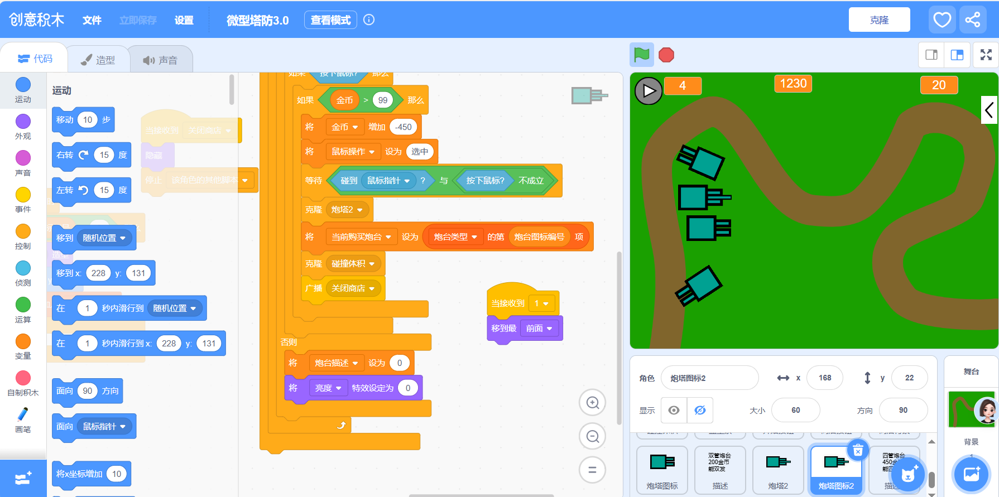 创意积木 文件 立即保存 设置 微型塔防3.0 查看模式 克隆
代码 造型 声音
运动
外观
声音
事件
控制
侦测
运算
变量
自制积木
画笔
运动
移动 10 步
右转 15 度
左转 15 度
移到 随机位置
移到 x: 228 y: 131
在 1 秒内滑行到 随机位置
在 1 秒内滑行到 x: 228 y: 131
面向 90 方向
面向 鼠标指针
将x坐标增加 10
当接收到 关闭商店
隐藏
停止 该角色的其他脚本
如果 按下鼠标? 那么
如果 金币 > 99 那么
将 金币 增加 -450
将 鼠标操作 设为 选中
等待 碰到 鼠标指针 ? 与 按下鼠标? 不成立
克隆 炮塔2
将 当前购买炮台 设为 炮台类型 的第 炮台图标编号 项
克隆 碰撞体积
广播 关闭商店
否则
将 炮台描述 设为 0
将 亮度 特效设定为 0
当接收到 1
移到最 前面
4 1230 20
角色 炮塔图标2 x 168 y 22
显示 大小 60 方向 90
炮塔图标
双管炮台
200金币
能双发
描述
炮塔2
炮塔图标2
四管炮台
舞台
背景
1